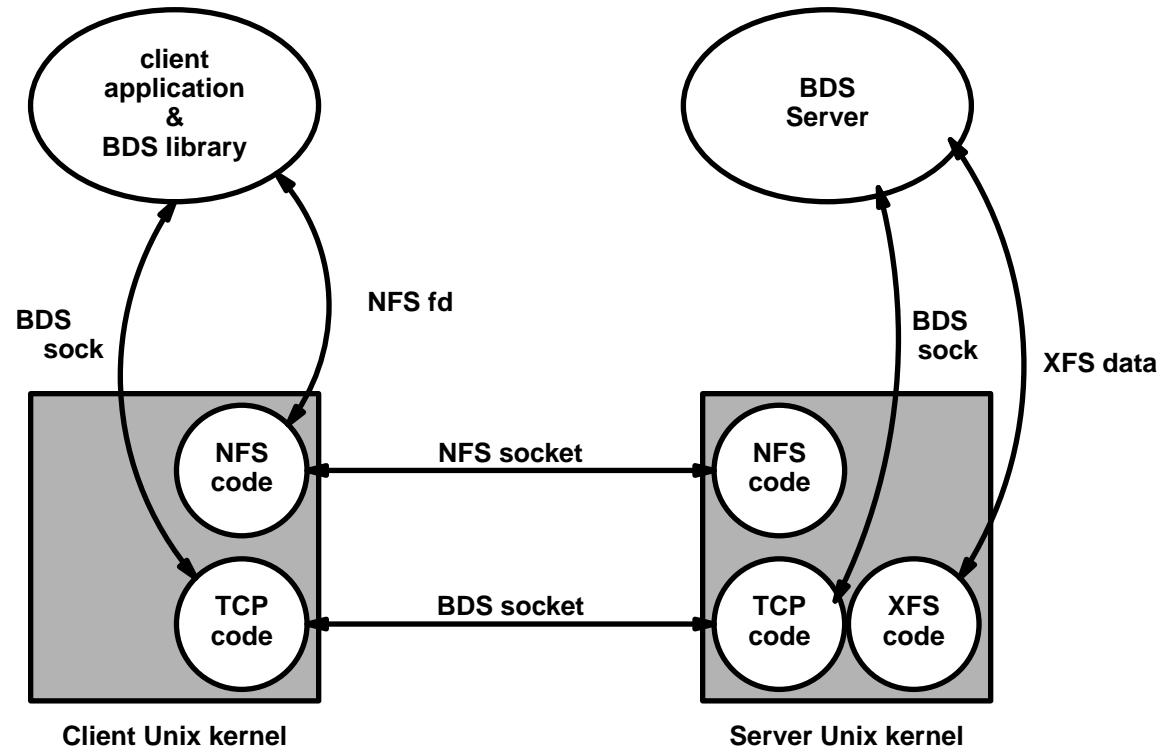 client
application
&
BDS library
BDS
Server
BDS
sock
NFS fd
BDS
sock
XFS data
NFS
code
NFS socket
NFS
code
TCP
code
BDS socket
TCP
code
XFS
code
Client Unix kernel
Server Unix kernel